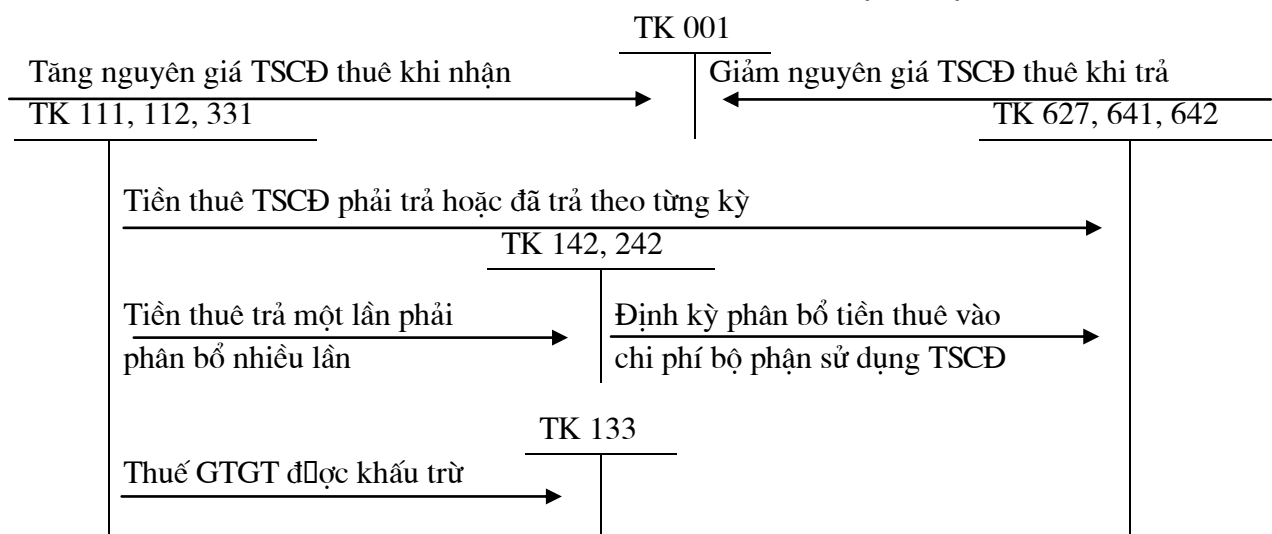 TK 001
Tăng nguyên giá TSCĐ thuê khi nhận
Giảm nguyên giá TSCĐ thuê khi trả
TK 111, 112, 331
TK 627, 641, 642
Tiền thuê TSCĐ phải trả hoặc đã trả theo từng kỳ
TK 142, 242
Tiền thuê trả một lần phải
phân bổ nhiều lần
Định kỳ phân bổ tiền thuê vào
chi phí bộ phận sử dụng TSCĐ
TK 133
Thuế GTGT đ▯ợc khấu trừ